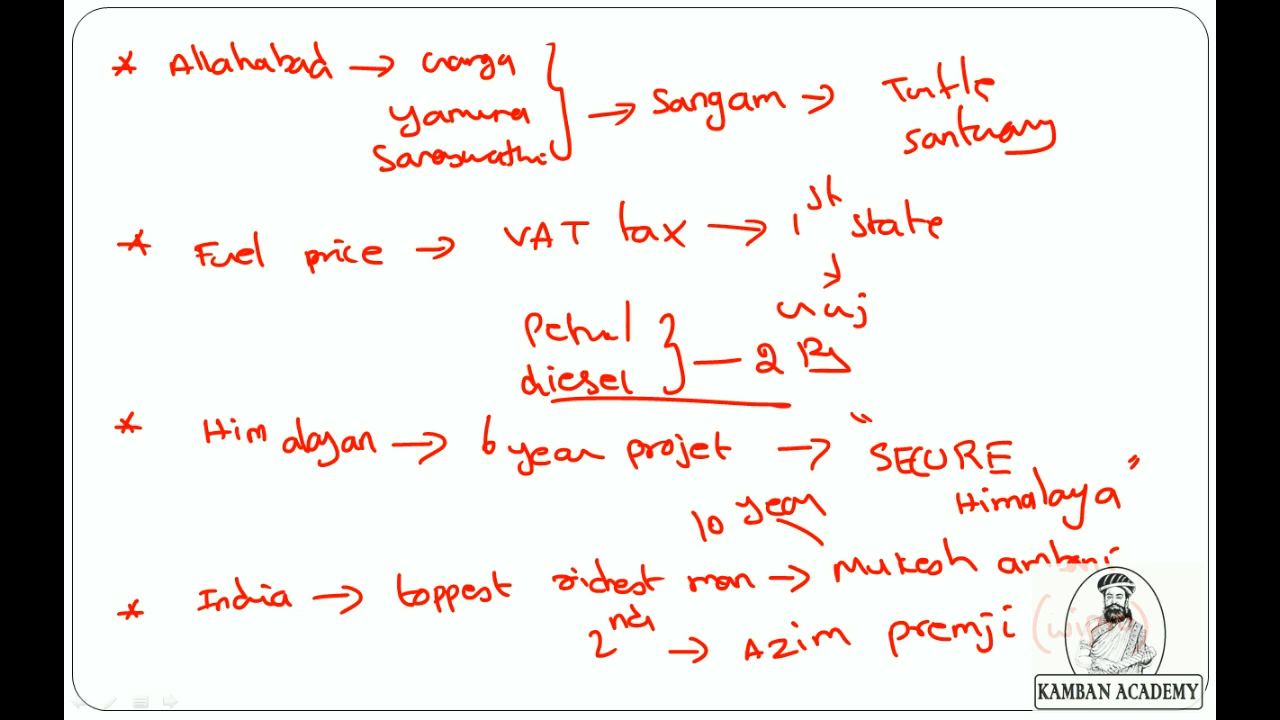 * Allahabad → Ganga
Yamuna
Saraswathi } → Sangam → Turtle
santuary
* Fuel price → VAT tax → 1st state
↓
Guj
Petrol
diesel } — 2 Rs
* Himalayan → 6 year projet → "SECURE
Himalaya"
10 year
* India → toppest richest man → Mukesh ambani
2nd → Azim premji (wipro)
KAMBAN ACADEMY